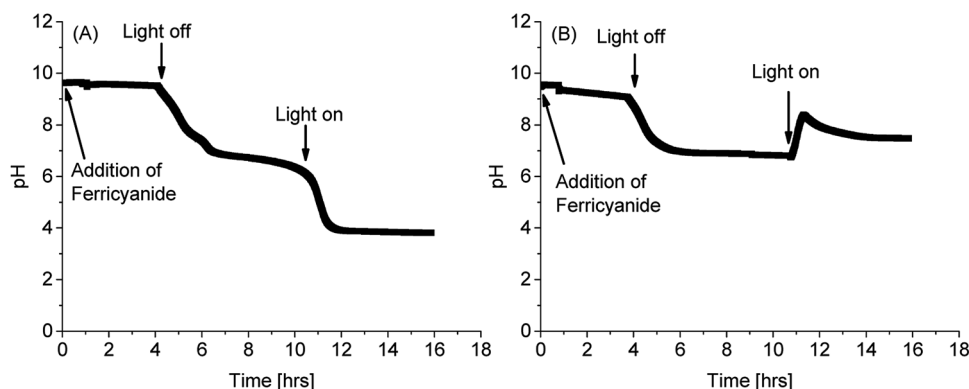 (A)
Light off
Light on
Addition of
Ferricyanide
pH
12
10
8
6
4
2
0
0 2 4 6 8 10 12 14 16 18
Time [hrs]
(B)
Light off
Light on
Addition of
Ferricyanide
pH
12
10
8
6
4
2
0
0 2 4 6 8 10 12 14 16 18
Time [hrs]